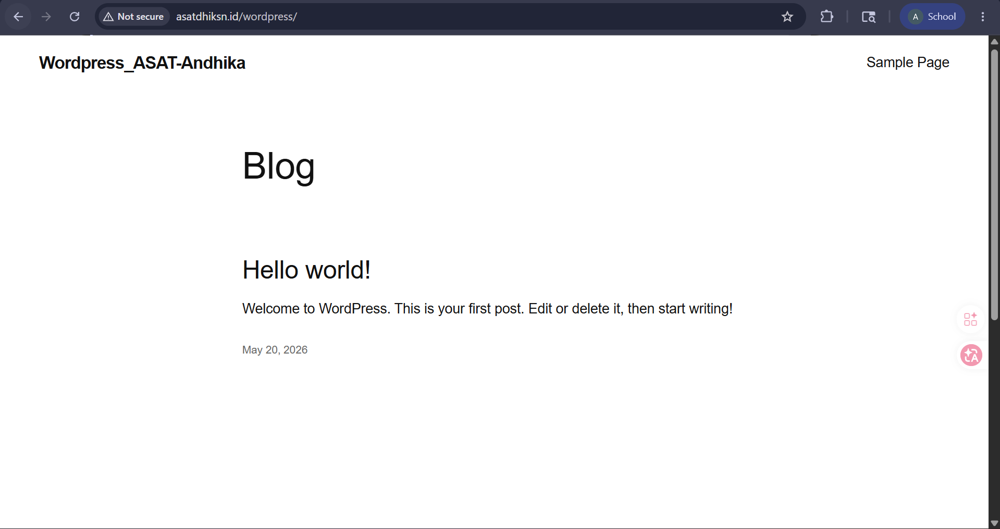 Not secure asatdhiksn.id/wordpress/ A School
Wordpress_ASAT-Andhika Sample Page
Blog
Hello world!
Welcome to WordPress. This is your first post. Edit or delete it, then start writing!
May 20, 2026
A